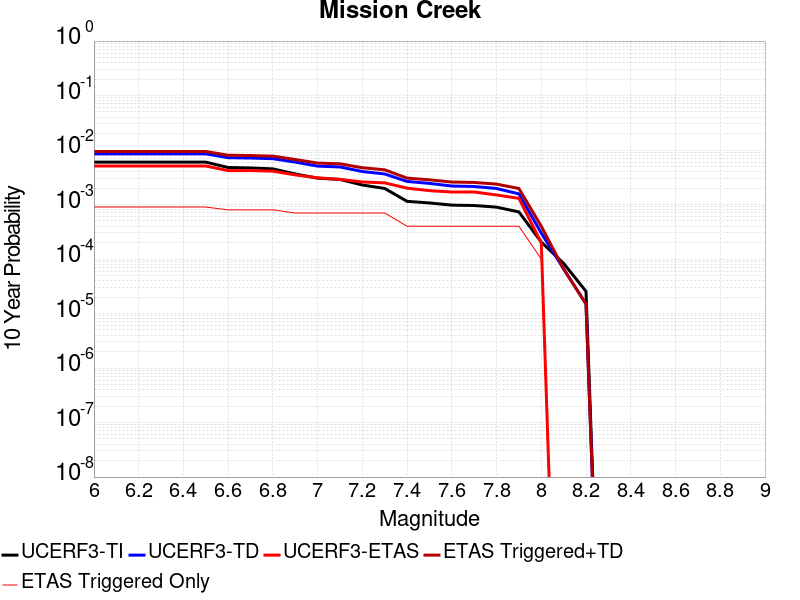 Mission Creek
10^0
10^-1
10^-2
10^-3
10^-4
10^-5
10^-6
10^-7
10^-8
10 Year Probability
6 6.2 6.4 6.6 6.8 7 7.2 7.4 7.6 7.8 8 8.2 8.4 8.6 8.8 9
Magnitude
UCERF3-TI UCERF3-TD UCERF3-ETAS ETAS Triggered+TD
ETAS Triggered Only